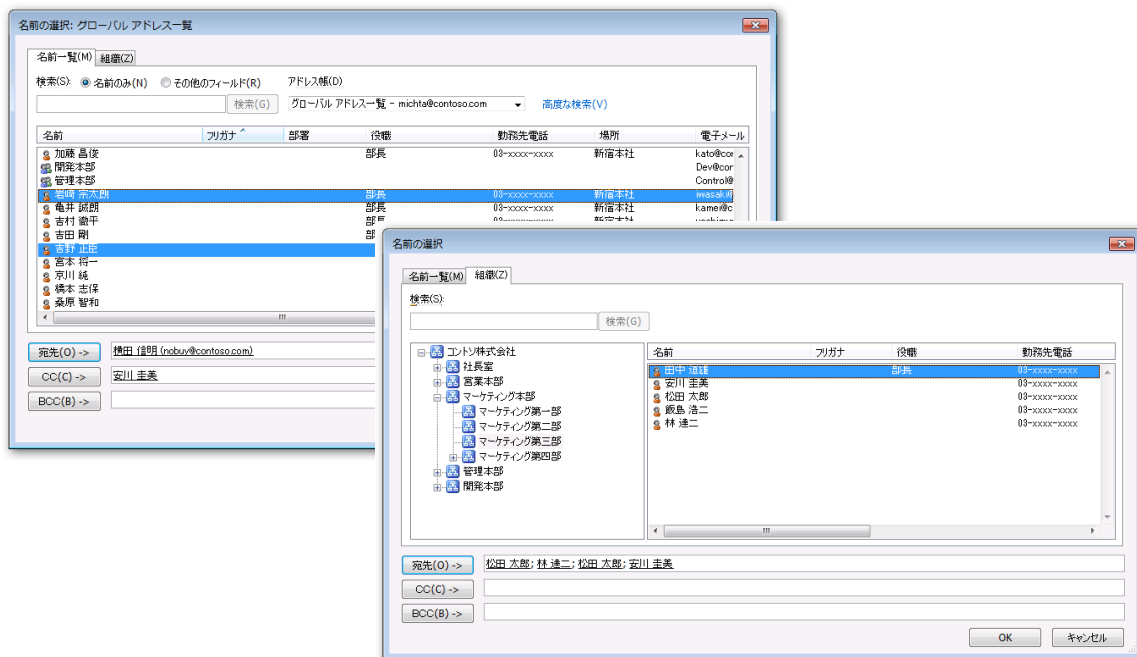 名前の選択: グローバル アドレス一覧
名前一覧(M) 組織(Z)
検索(S): 名前のみ(N) その他のフィールド(R) アドレス帳(D)
検索(G) グローバル アドレス一覧 - michta@contoso.com 高度な検索(V)
名前 フリガナ 部署 役職 勤務先電話 場所 電子メール
加藤 昌俊 部長 03-xxxx-xxxx 新宿本社 kato@cor
開発本部 Dev@cor
管理本部 Control@
岩崎 宗太朗 部長 03-xxxx-xxxx 新宿本社 iwasaki@
亀井 誠朗 部長 03-xxxx-xxxx 新宿本社 kamei@c
吉村 徹平 部長 03-xxxx-xxxx 新宿本社
吉田 剛
吉野 正臣
宮本 将一
京川 純
橋本 志保
桑原 智和
宛先(O) -> 横田 信明 (nobuy@contoso.com)
CC(C) -> 安川 圭美
BCC(B) ->
名前の選択
名前一覧(M) 組織(Z)
検索(S):
検索(G)
コントソ株式会社
社長室
営業本部
マーケティング本部
マーケティング第一部
マーケティング第二部
マーケティング第三部
マーケティング第四部
管理本部
開発本部
名前 フリガナ 役職 勤務先電話
田中 道雄 部長 03-xxxx-xxxx
安川 圭美 03-xxxx-xxxx
松田 太郎 03-xxxx-xxxx
飯島 浩二 03-xxxx-xxxx
林 達二 03-xxxx-xxxx
宛先(O) -> 松田 太郎; 林 達二; 松田 太郎; 安川 圭美
CC(C) ->
BCC(B) ->
OK キャンセル